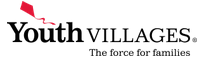 Youth VILLAGES®
The force for families